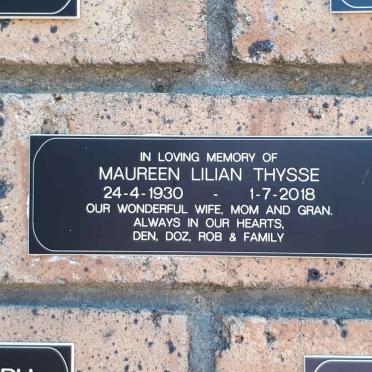 IN LOVING MEMORY OF
MAUREEN LILIAN THYSSE
24-4-1930 - 1-7-2018
OUR WONDERFUL WIFE, MOM AND GRAN.
ALWAYS IN OUR HEARTS,
DEN, DOZ, ROB & FAMILY